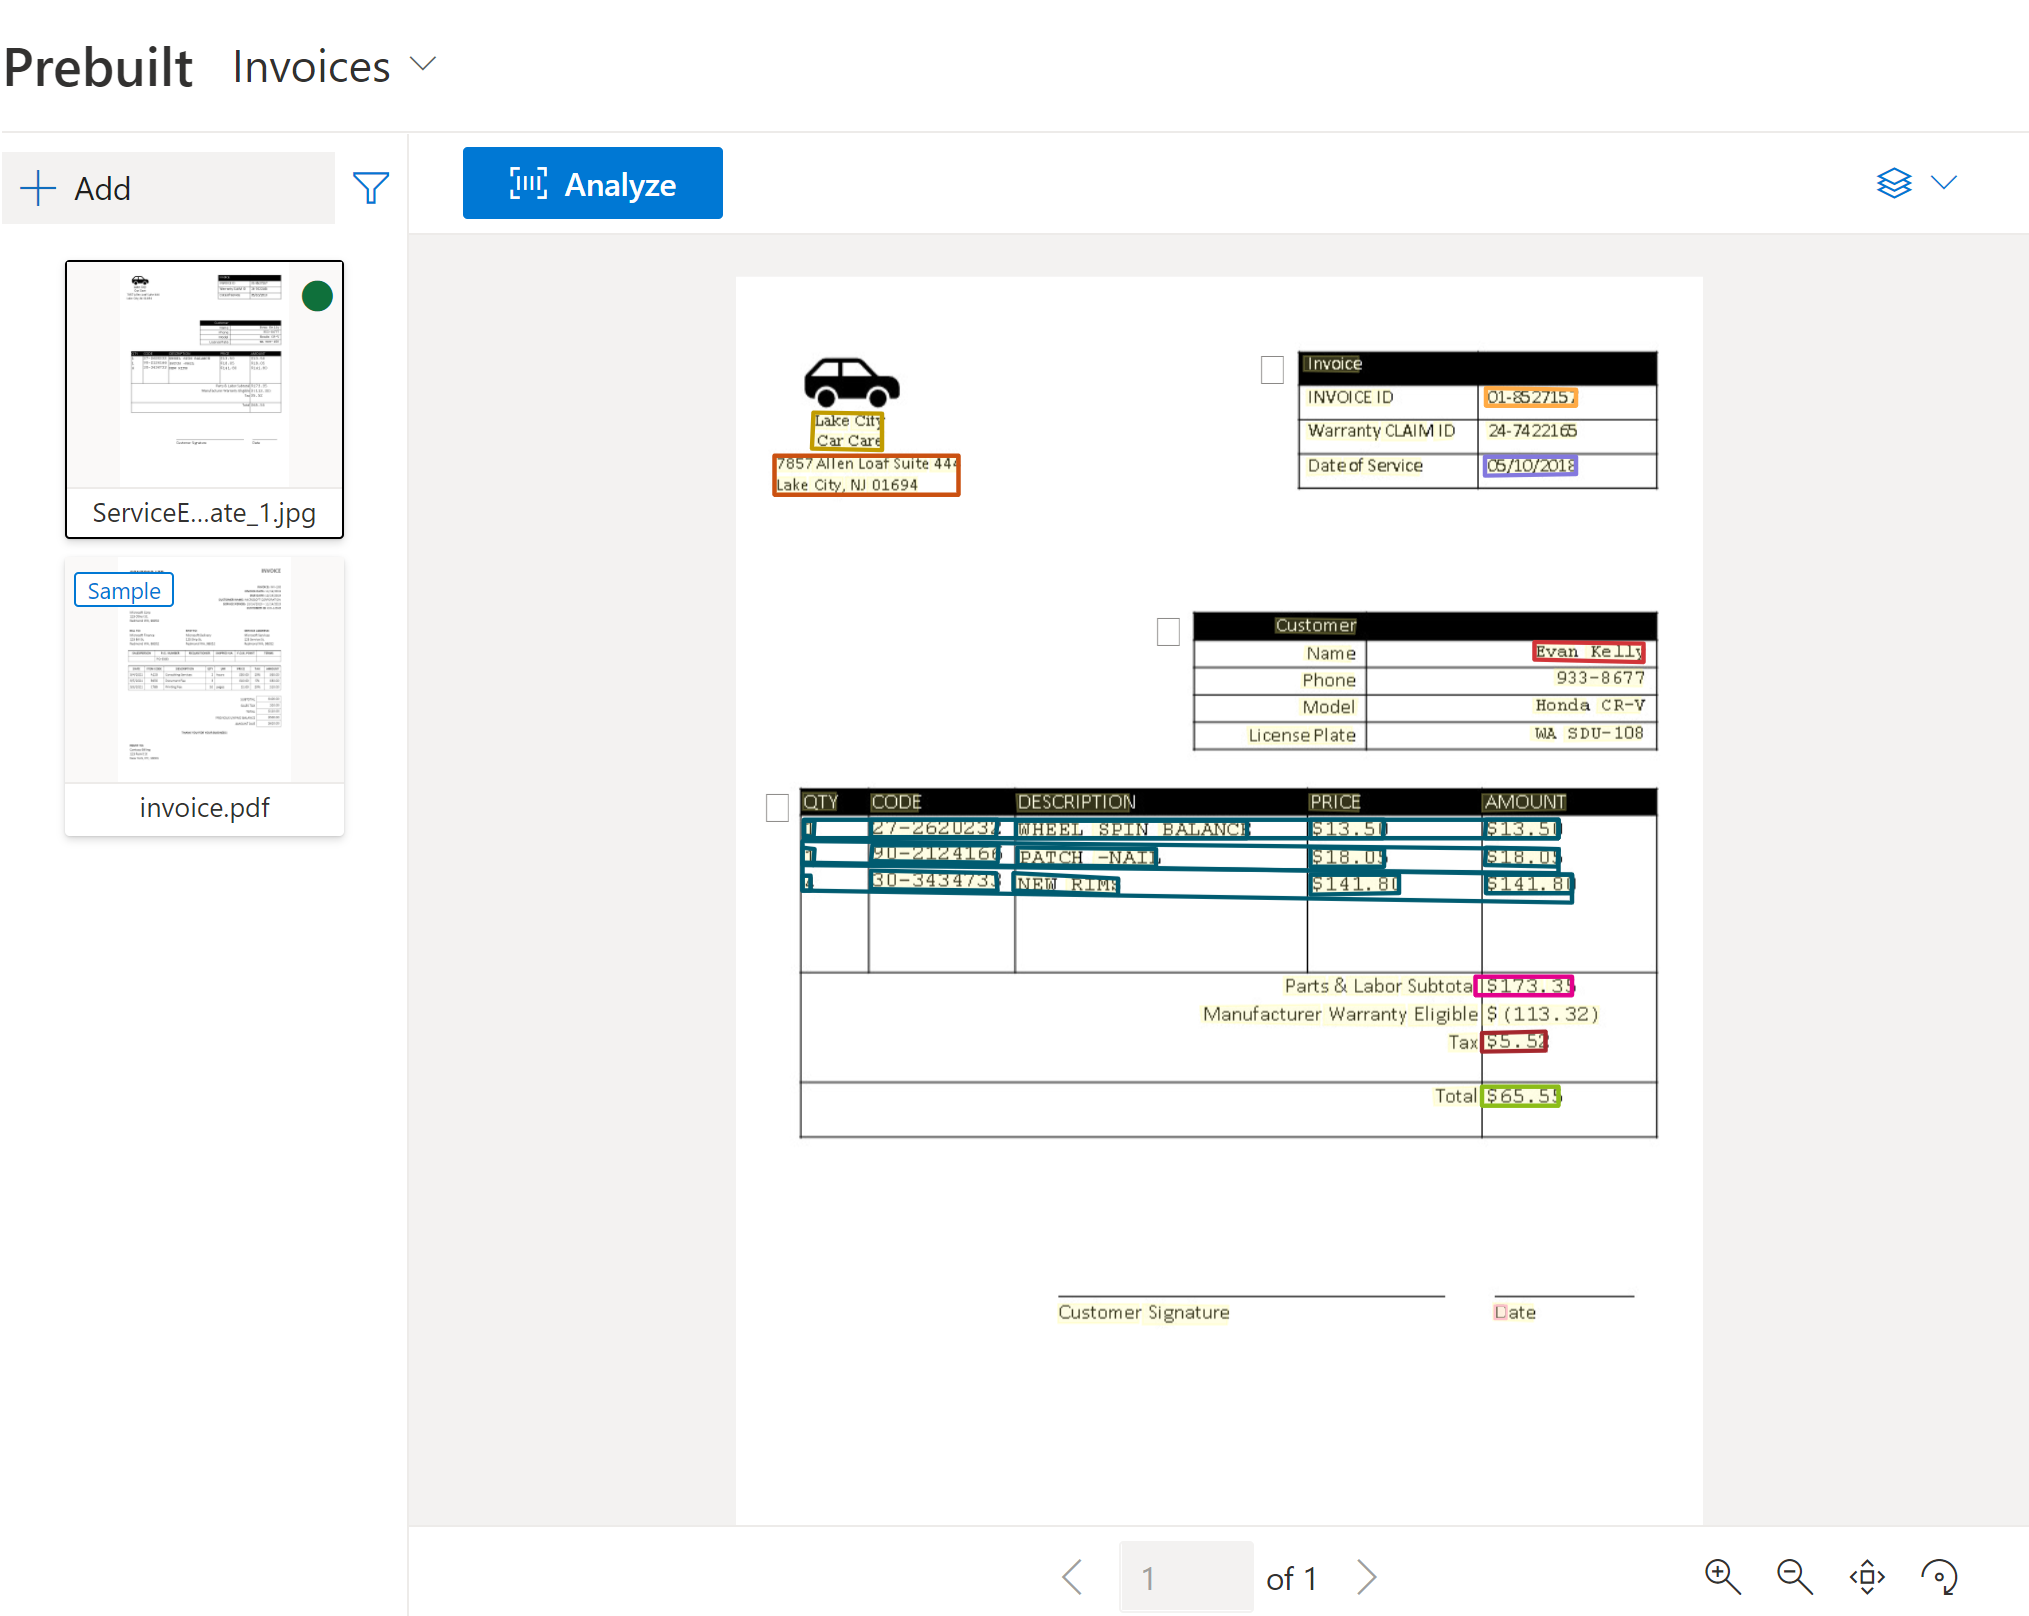 Prebuilt Invoices
Add
Analyze
ServiceE...ate_1.jpg
Sample
invoice.pdf
Lake City
Car Care
7857 Allen Loaf Suite 444
Lake City, NJ 01694
Invoice
INVOICE ID 01-8527157
Warranty CLAIM ID 24-7422165
Date of Service 05/10/2018
Customer
Name Evan Kelly
Phone 933-8677
Model Honda CR-V
License Plate WA SDU-108
QTY CODE DESCRIPTION PRICE AMOUNT
27-2620232 WHEEL SPIN BALANCE $13.50 $13.50
90-2124166 PATCH -NAIL $18.05 $18.05
30-3434733 NEW RIMS $141.80 $141.80
Parts & Labor Subtotal $173.35
Manufacturer Warranty Eligible $(113.32)
Tax $5.52
Total $65.55
Customer Signature Date
1 of 1